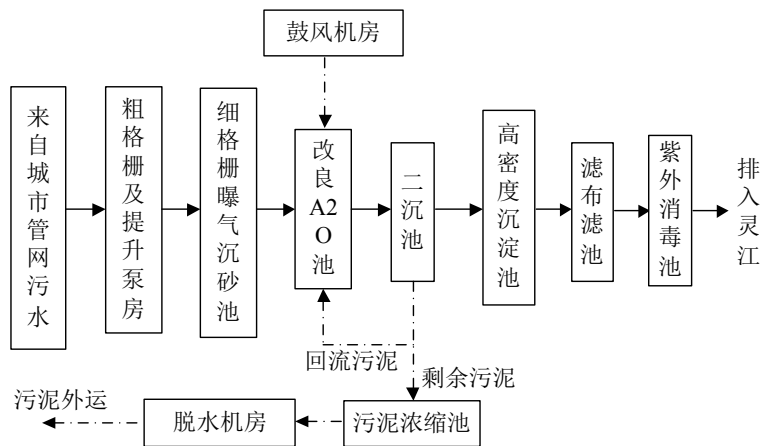 鼓风机房
来自城市管网污水
粗格栅及提升泵房
细格栅曝气沉砂池
改良A2O池
二沉池
高密度沉淀池
滤布滤池
紫外消毒池
排入灵江
回流污泥
剩余污泥
污泥外运
脱水机房
污泥浓缩池